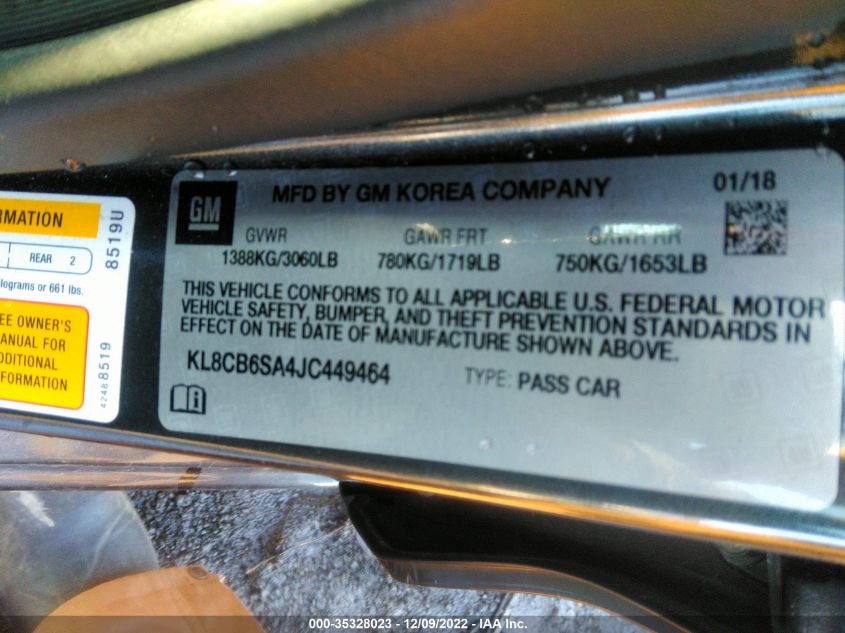 RMATION
REAR 2
8519U
ilograms or 661 lbs.
EE OWNER'S
ANUAL FOR
DDITIONAL
FORMATION
42488519
GM
MFD BY GM KOREA COMPANY
01/18
GVWR
GAWR FRT
GAWR RR
1388KG/3060LB
780KG/1719LB
750KG/1653LB
THIS VEHICLE CONFORMS TO ALL APPLICABLE U.S. FEDERAL MOTOR
VEHICLE SAFETY, BUMPER, AND THEFT PREVENTION STANDARDS IN
EFFECT ON THE DATE OF MANUFACTURE SHOWN ABOVE.
KL8CB6SA4JC449464
TYPE: PASS CAR
000-35328023 - 12/09/2022 - IAA Inc.